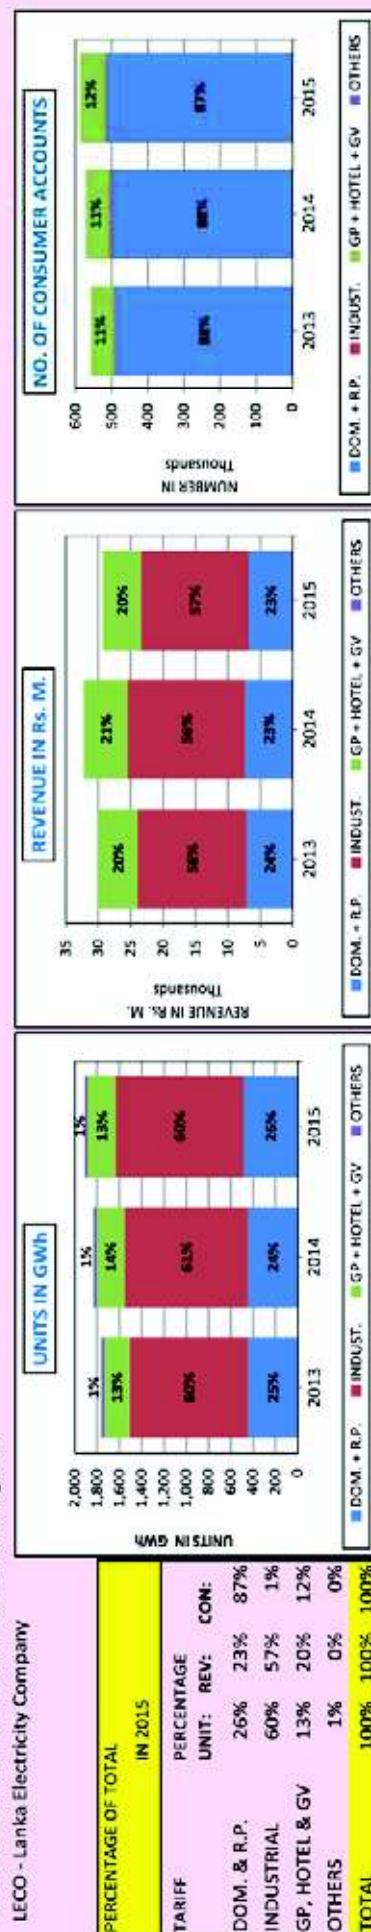 LECO - Lanka Electricity Company
PERCENTAGE OF TOTAL
IN 2015
TARIFF PERCENTAGE
UNIT: REV: CON:
DOM. & R.P. 26% 23% 87%
INDUSTRIAL 60% 57% 1%
GP, HOTEL & GV 13% 20% 12%
OTHERS 1% 0% 0%
TOTAL 100% 100% 100%
UNITS IN GWh
UNITS IN GWh
2,000
1,800
1,600
1,400
1,200
1,000
800
600
400
200
0
1% 1% 1%
13% 14% 13%
60% 61% 60%
25% 24% 26%
2013 2014 2015
DOM. + R.P. INDUST. GP + HOTEL + GV OTHERS
REVENUE IN Rs. M.
REVENUE IN Rs. M.
Thousands
35
30
25
20
15
10
5
0
20% 21% 20%
56% 56% 57%
24% 23% 23%
2013 2014 2015
DOM. + R.P. INDUST. GP + HOTEL + GV OTHERS
NO. OF CONSUMER ACCOUNTS
NUMBER IN
Thousands
600
500
400
300
200
100
0
11% 11% 12%
88% 88% 87%
2013 2014 2015
DOM. + R.P. INDUST. GP + HOTEL + GV OTHERS